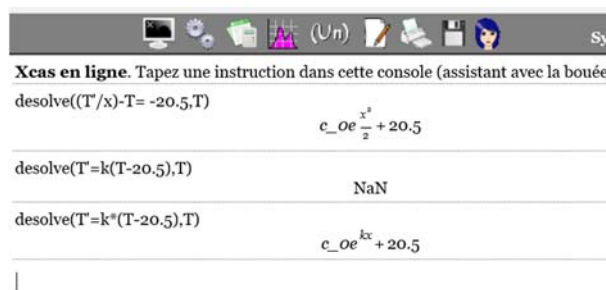 (Un)
Sy
Xcas en ligne. Tapez une instruction dans cette console (assistant avec la bouée
desolve((T'/x)-T= -20.5,T)
c_0e^(x²/2) + 20.5
desolve(T'=k(T-20.5),T)
NaN
desolve(T'=k*(T-20.5),T)
c_0e^(kx) + 20.5